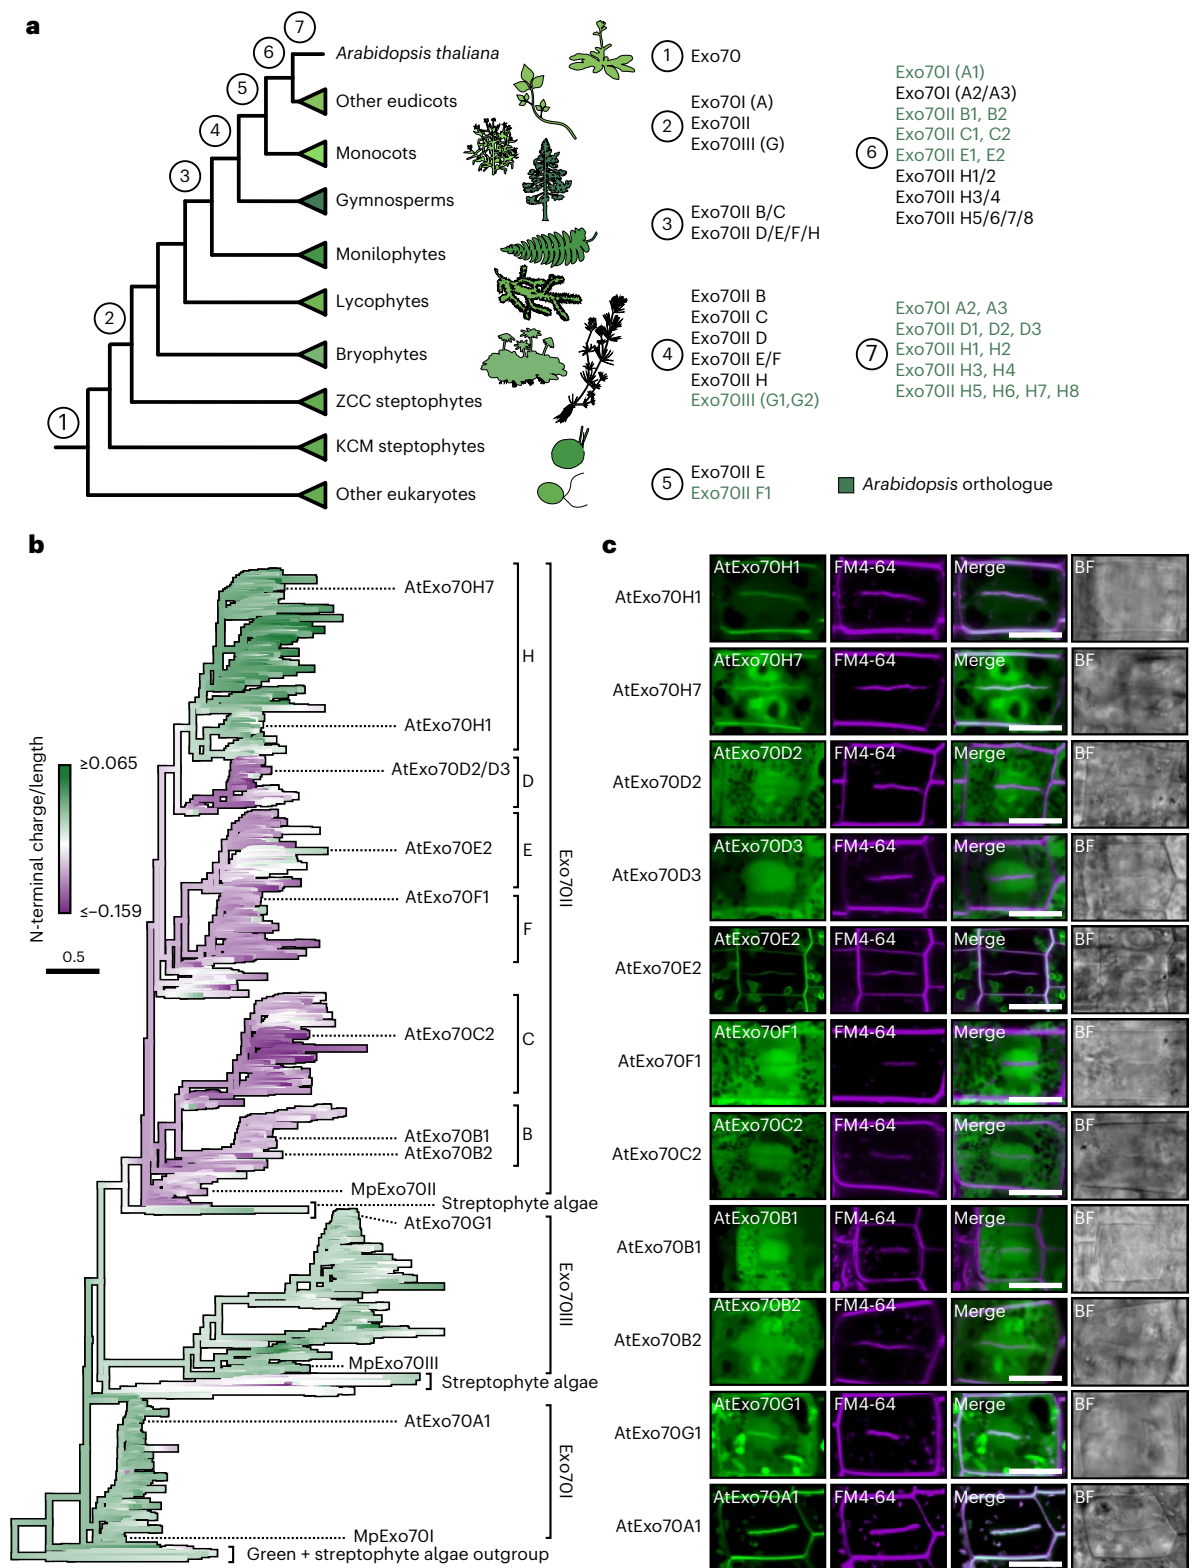 a
7
6
5
4
3
2
1
Arabidopsis thaliana
Other eudicots
Monocots
Gymnosperms
Monilophytes
Lycophytes
Bryophytes
ZCC steptophytes
KCM steptophytes
Other eukaryotes
1
Exo70
2
Exo70I (A)
Exo70II
Exo70III (G)
3
Exo70II B/C
Exo70II D/E/F/H
4
Exo70II B
Exo70II C
Exo70II D
Exo70II E/F
Exo70II H
Exo70III (G1,G2)
5
Exo70II E
Exo70II F1
6
Exo70I (A1)
Exo70I (A2/A3)
Exo70II B1, B2
Exo70II C1, C2
Exo70II E1, E2
Exo70II H1/2
Exo70II H3/4
Exo70II H5/6/7/8
7
Exo70I A2, A3
Exo70II D1, D2, D3
Exo70II H1, H2
Exo70II H3, H4
Exo70II H5, H6, H7, H8
Arabidopsis orthologue
b
N-terminal charge/length
≥0.065
≤−0.159
0.5
AtExo70H7
AtExo70H1
AtExo70D2/D3
AtExo70E2
AtExo70F1
AtExo70C2
AtExo70B1
AtExo70B2
MpExo70II
Streptophyte algae
AtExo70G1
MpExo70III
Streptophyte algae
AtExo70A1
MpExo70I
Green + streptophyte algae outgroup
H
D
E
F
C
B
Exo70II
Exo70III
Exo70I
c
AtExo70H1
AtExo70H1
FM4-64
Merge
BF
AtExo70H7
AtExo70H7
FM4-64
Merge
BF
AtExo70D2
AtExo70D2
FM4-64
Merge
BF
AtExo70D3
AtExo70D3
FM4-64
Merge
BF
AtExo70E2
AtExo70E2
FM4-64
Merge
BF
AtExo70F1
AtExo70F1
FM4-64
Merge
BF
AtExo70C2
AtExo70C2
FM4-64
Merge
BF
AtExo70B1
AtExo70B1
FM4-64
Merge
BF
AtExo70B2
AtExo70B2
FM4-64
Merge
BF
AtExo70G1
AtExo70G1
FM4-64
Merge
BF
AtExo70A1
AtExo70A1
FM4-64
Merge
BF